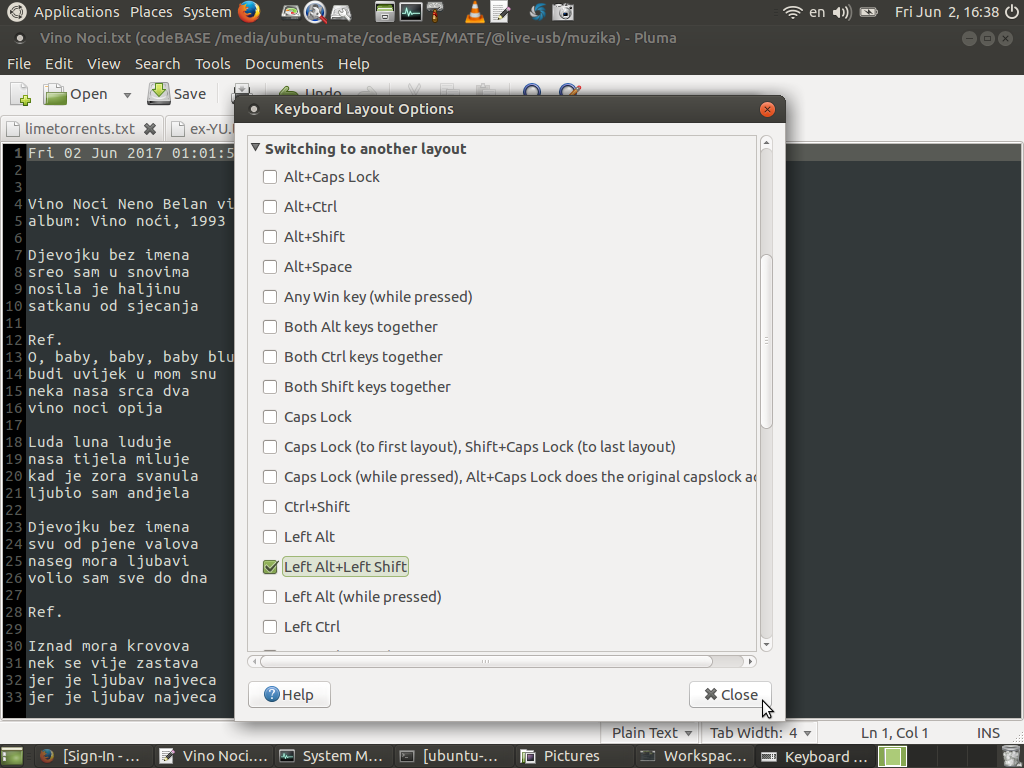 Applications Places System en Fri Jun 2, 16:38
Vino Noci.txt (codeBASE /media/ubuntu-mate/codeBASE/MATE/@live-usb/muzika) - Pluma
File Edit View Search Tools Documents Help
Open Save Undo
limetorrents.txt ex-YU.
Keyboard Layout Options
Switching to another layout
Alt+Caps Lock
Alt+Ctrl
Alt+Shift
Alt+Space
Any Win key (while pressed)
Both Alt keys together
Both Ctrl keys together
Both Shift keys together
Caps Lock
Caps Lock (to first layout), Shift+Caps Lock (to last layout)
Caps Lock (while pressed), Alt+Caps Lock does the original capslock a
Ctrl+Shift
Left Alt
Left Alt+Left Shift
Left Alt (while pressed)
Left Ctrl
Help Close
1 Fri 02 Jun 2017 01:01:5
2
3
4 Vino Noci Neno Belan vi
5 album: Vino noći, 1993
6
7 Djevojku bez imena
8 sreo sam u snovima
9 nosila je haljinu
10 satkanu od sjecanja
11
12 Ref.
13 O, baby, baby, baby blu
14 budi uvijek u mom snu
15 neka nasa srca dva
16 vino noci opija
17
18 Luda luna luduje
19 nasa tijela miluje
20 kad je zora svanula
21 ljubio sam andjela
22
23 Djevojku bez imena
24 svu od pjene valova
25 naseg mora ljubavi
26 volio sam sve do dna
27
28 Ref.
29
30 Iznad mora krovova
31 nek se vije zastava
32 jer je ljubav najveca
33 jer je ljubav najveca
Plain Text Tab Width: 4 Ln 1, Col 1 INS
[Sign-In -... Vino Noci.... System M... [ubuntu-... Pictures Workspac... Keyboard ...